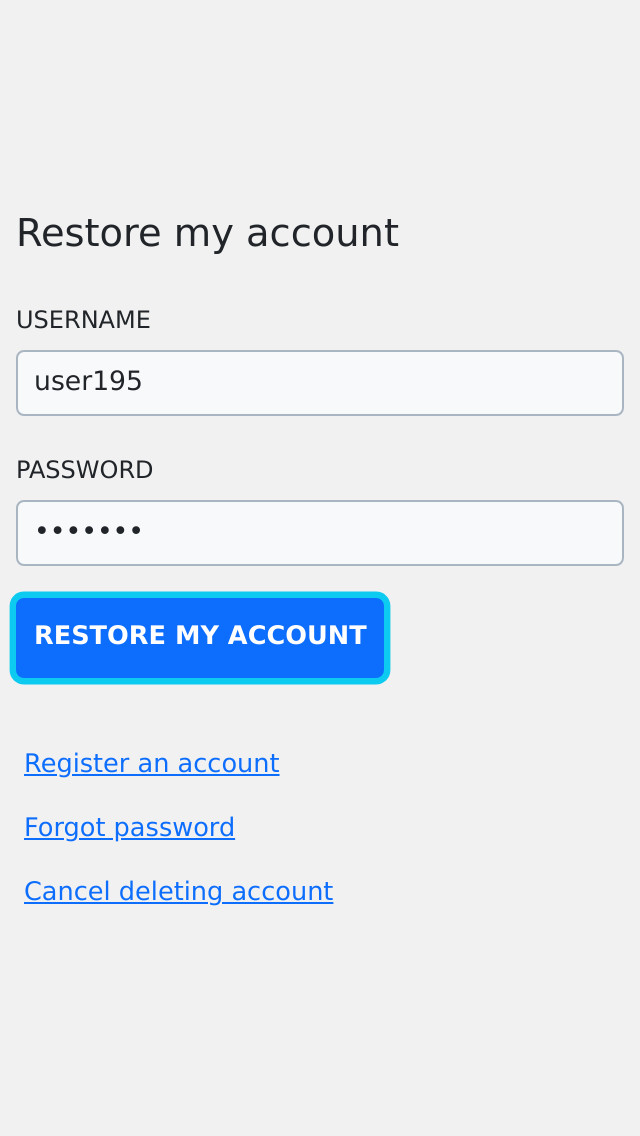 Restore my account
USERNAME
user195
PASSWORD
•••••••
RESTORE MY ACCOUNT
Register an account
Forgot password
Cancel deleting account